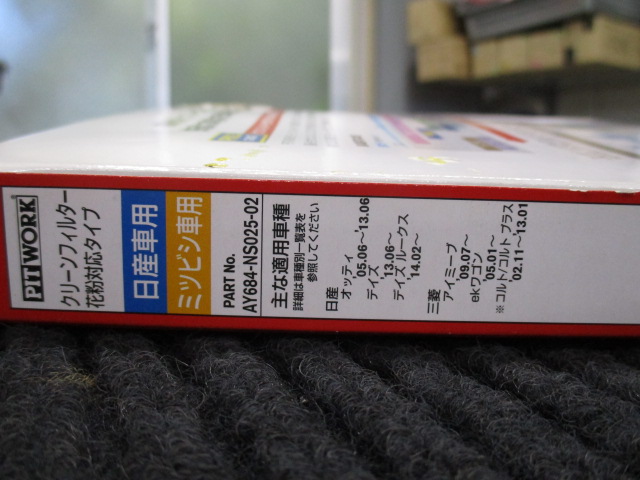 PITWORK
クリーンフィルター
花粉対応タイプ
日産車用
ミツビシ車用
PART No.
AY684-NS025-02
主な適用車種
詳細は車種別一覧表を
参照してください
日産
オッティ
'05.06〜'13.06
デイズ
'13.06〜
デイズ ルークス
'14.02〜
三菱
アイミーブ
'09.07〜
eKワゴン
'05.01〜
※コルト/コルト プラス
'02.11〜'13.01